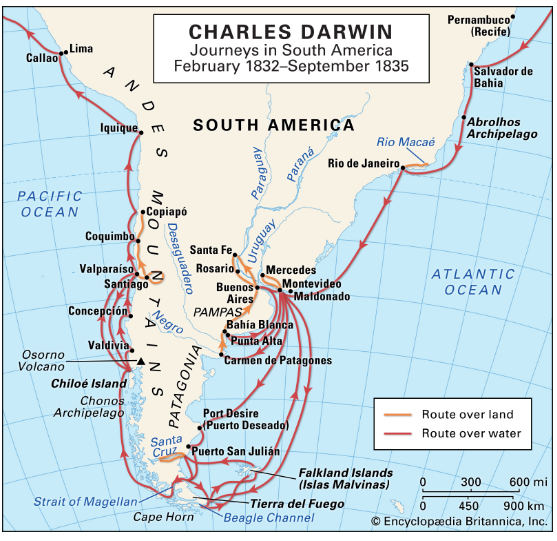 CHARLES DARWIN
Journeys in South America
February 1832–September 1835
Pernambuco
(Recife)
Lima
Callao
Salvador de
Bahia
ANDES MOUNTAINS
Abrolhos
Archipelago
Iquique
SOUTH AMERICA
Rio Macaé
Paraguay
Paraná
Rio de Janeiro
PACIFIC
OCEAN
Copiapó
Desaguadero
Uruguay
Coquimbo
Santa Fe
Valparaíso
Rosario
Mercedes
ATLANTIC
OCEAN
Santiago
Buenos
Aires
Montevideo
Maldonado
PAMPAS
Concepción
Negro
Bahía Blanca
Punta Alta
Valdivia
Osorno
Volcano
Carmen de Patagones
Chiloé Island
PATAGONIA
Chonos
Archipelago
Port Desire
(Puerto Deseado)
Route over land
Route over water
Santa
Cruz
Puerto San Julián
Falkland Islands
(Islas Malvinas)
0 300 600 mi
0 450 900 km
Strait of Magellan
Tierra del Fuego
Cape Horn
Beagle Channel
© Encyclopædia Britannica, Inc.